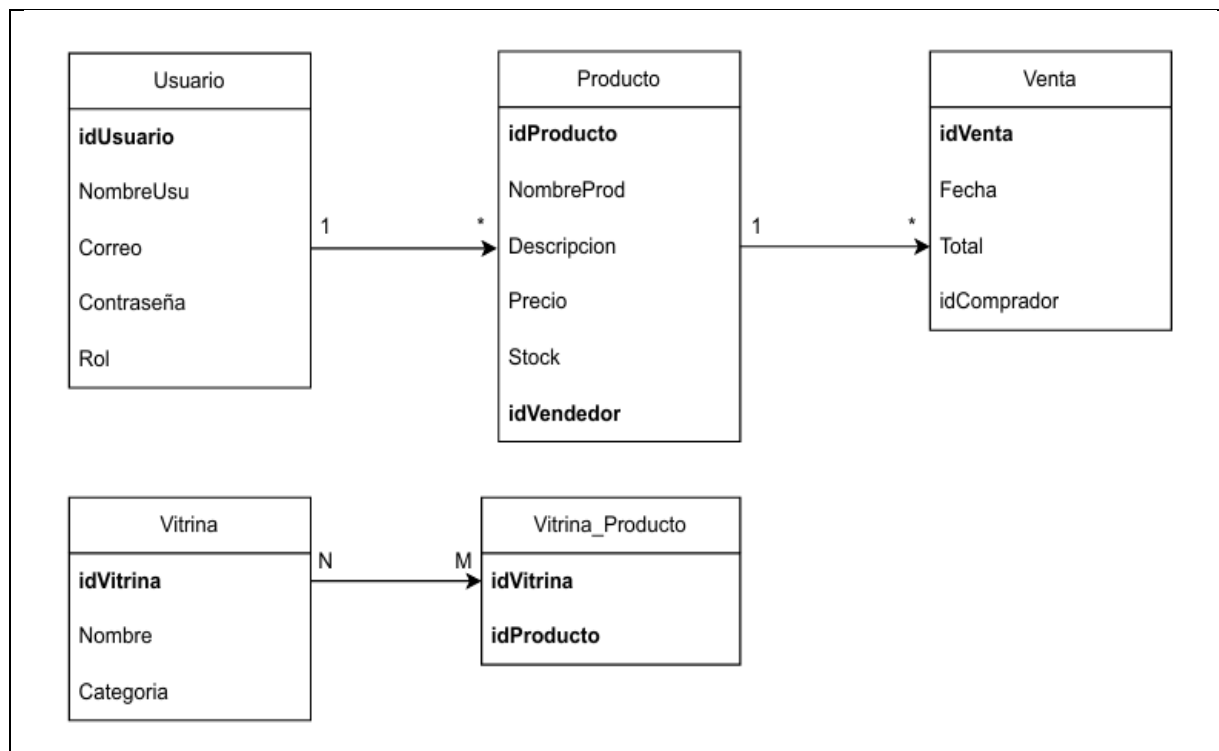 Usuario
idUsuario
NombreUsu
Correo
Contraseña
Rol
1
*
Producto
idProducto
NombreProd
Descripcion
Precio
Stock
idVendedor
1
*
Venta
idVenta
Fecha
Total
idComprador
Vitrina
idVitrina
Nombre
Categoria
N
M
Vitrina_Producto
idVitrina
idProducto